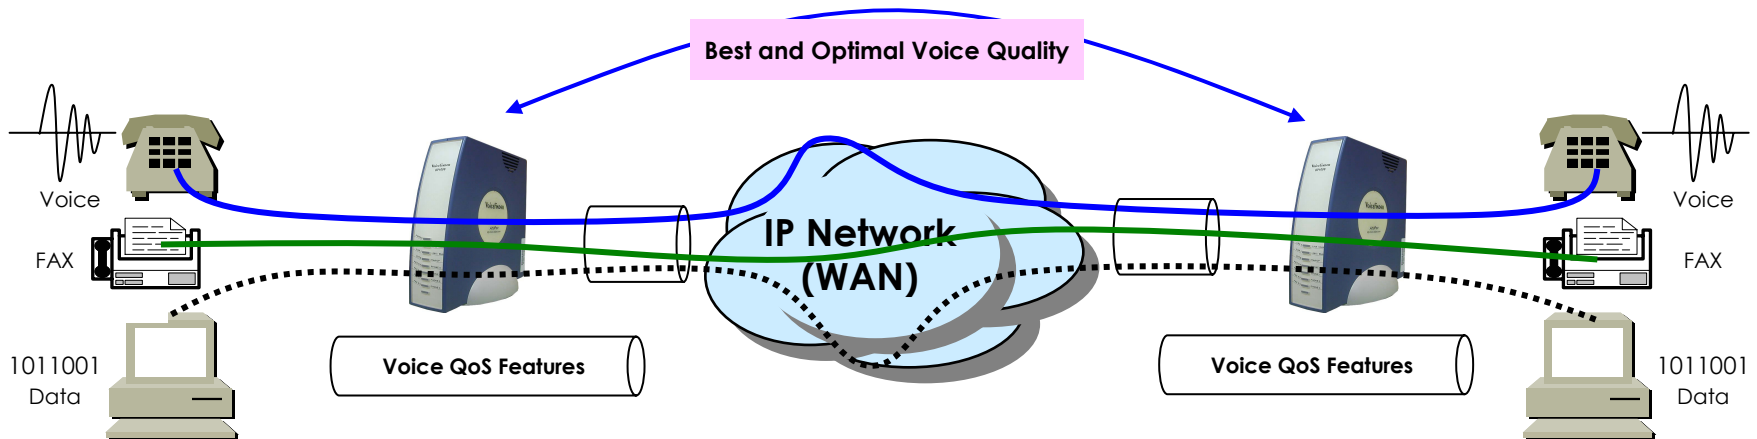 Best and Optimal Voice Quality
Voice
FAX
1011001
Data
Voice QoS Features
IP Network
(WAN)
Voice QoS Features
Voice
FAX
1011001
Data